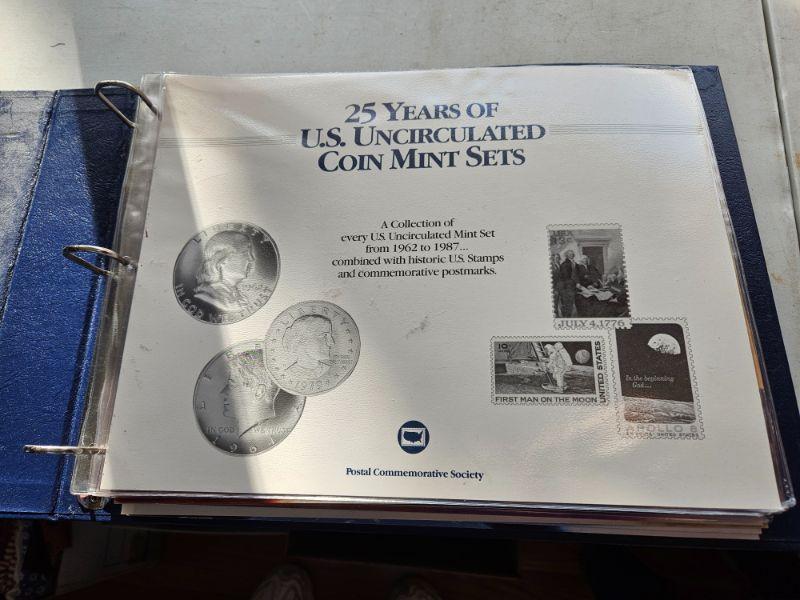 25 YEARS OF
U.S. UNCIRCULATED
COIN MINT SETS
A Collection of
every U.S. Uncirculated Mint Set
from 1962 to 1987...
combined with historic U.S. Stamps
and commemorative postmarks.
LIBERTY
IN GOD WE TRUST
LIBERTY
1979
IN GOD WE TRUST
JULY 4, 1776
10
UNITED STATES
FIRST MAN ON THE MOON
In the beginning
God...
APOLLO 8
Postal Commemorative Society